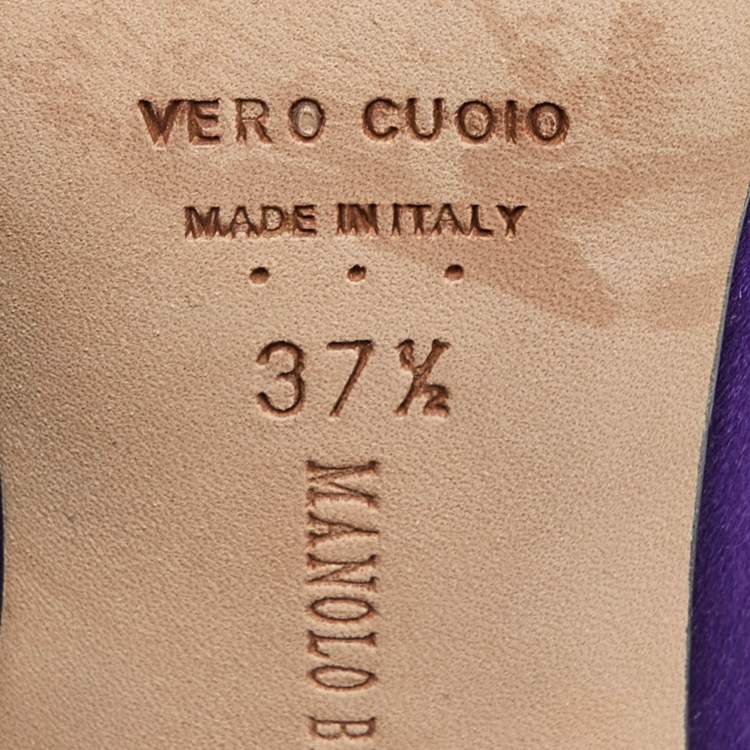 VERO CUOIO
MADE IN ITALY
37½
MANOLO B